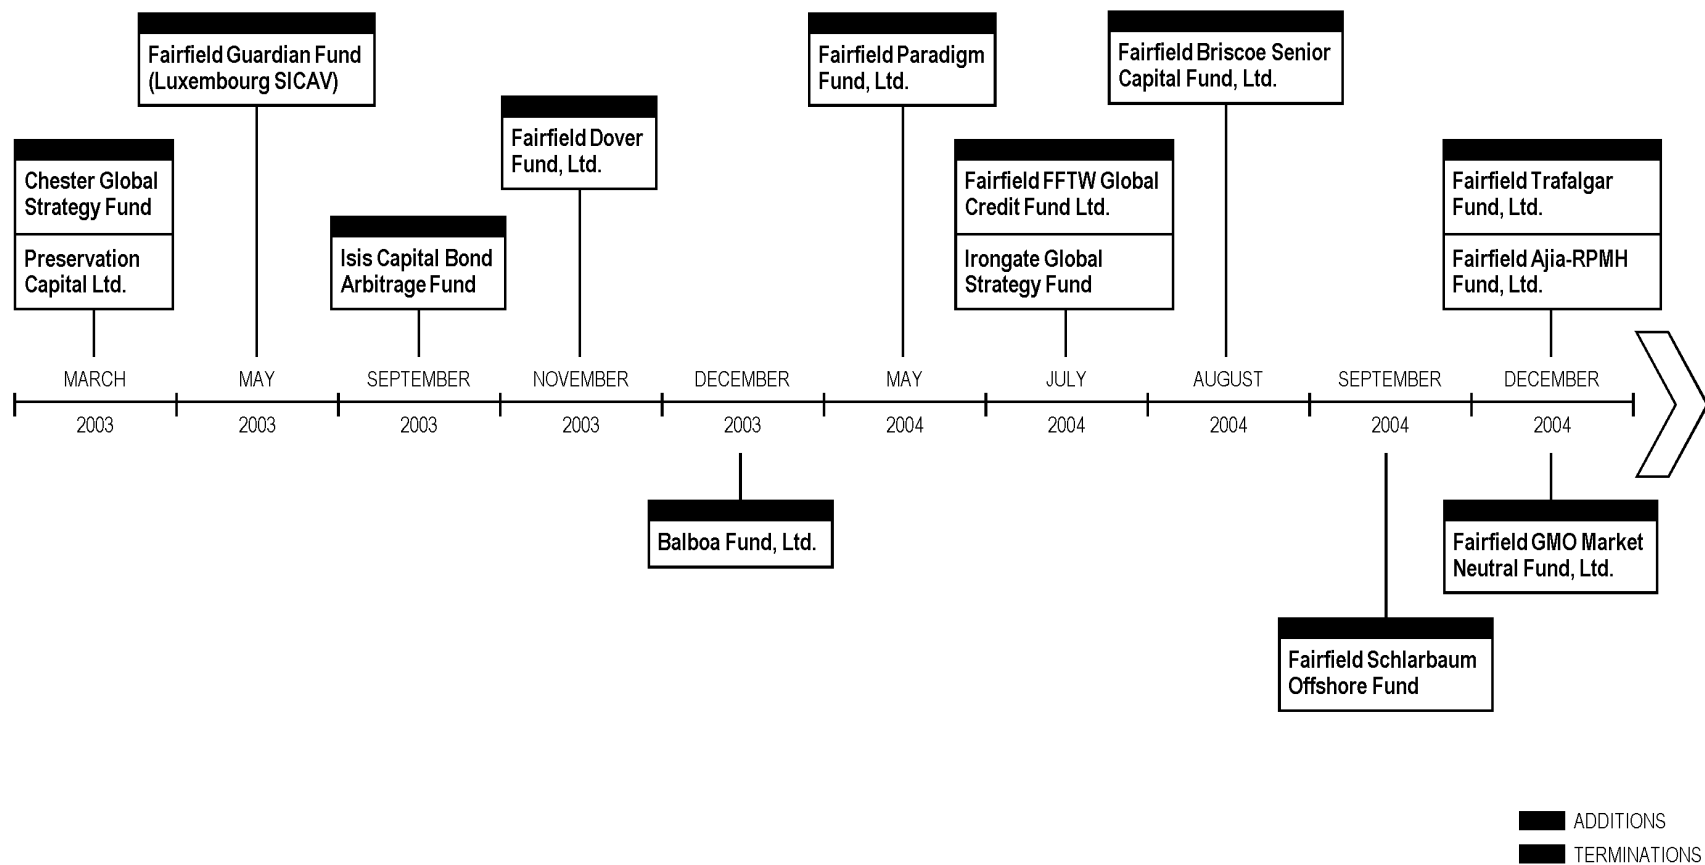 Fairfield Guardian Fund
(Luxembourg SICAV)
Fairfield Paradigm
Fund, Ltd.
Fairfield Briscoe Senior
Capital Fund, Ltd.
Fairfield Dover
Fund, Ltd.
Chester Global
Strategy Fund
Preservation
Capital Ltd.
Isis Capital Bond
Arbitrage Fund
Fairfield FFTW Global
Credit Fund Ltd.
Irongate Global
Strategy Fund
Fairfield Trafalgar
Fund, Ltd.
Fairfield Ajia-RPMH
Fund, Ltd.
MARCH MAY SEPTEMBER NOVEMBER DECEMBER MAY JULY AUGUST SEPTEMBER DECEMBER
2003 2003 2003 2003 2003 2004 2004 2004 2004 2004
Balboa Fund, Ltd.
Fairfield GMO Market
Neutral Fund, Ltd.
Fairfield Schlarbaum
Offshore Fund
ADDITIONS
TERMINATIONS